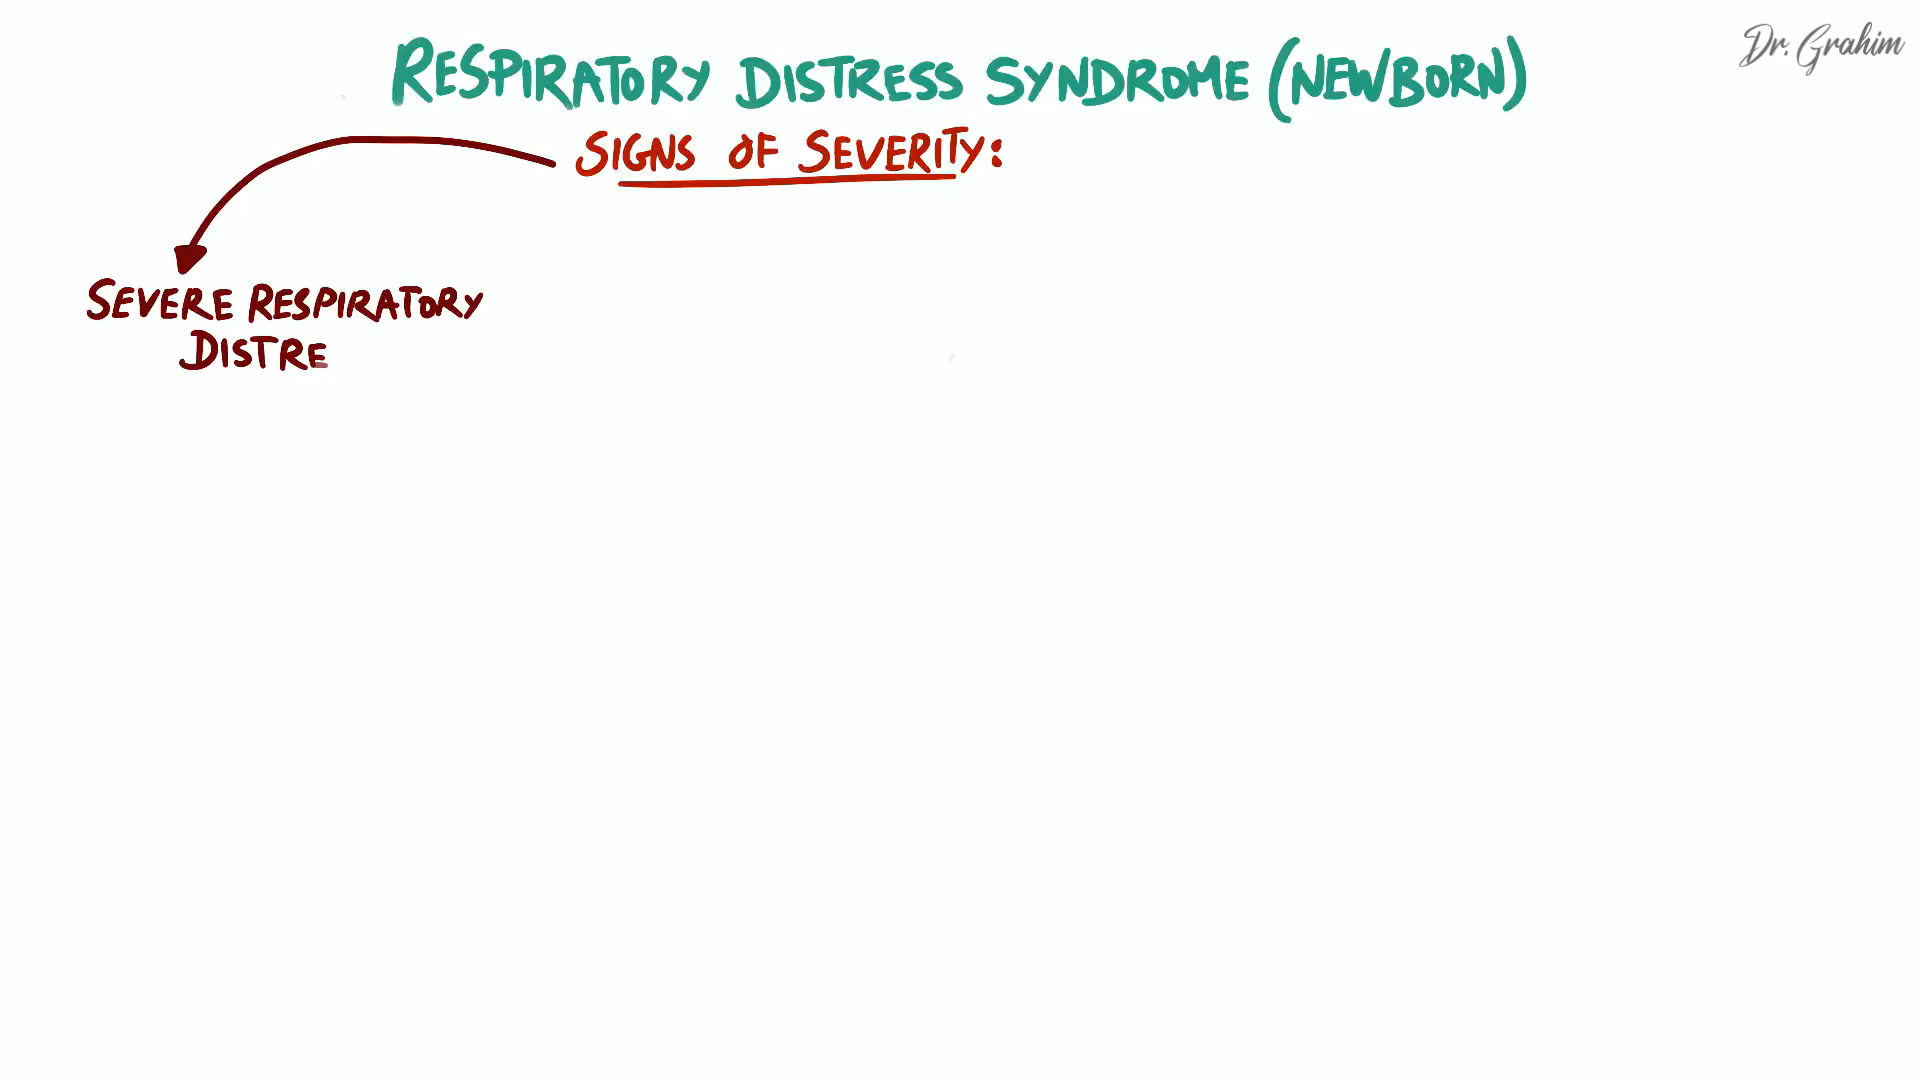 Dr. Grahim
RESPIRATORY DISTRESS SYNDROME (NEWBORN)
SIGNS OF SEVERITY:
SEVERE RESPIRATORY
DISTRE